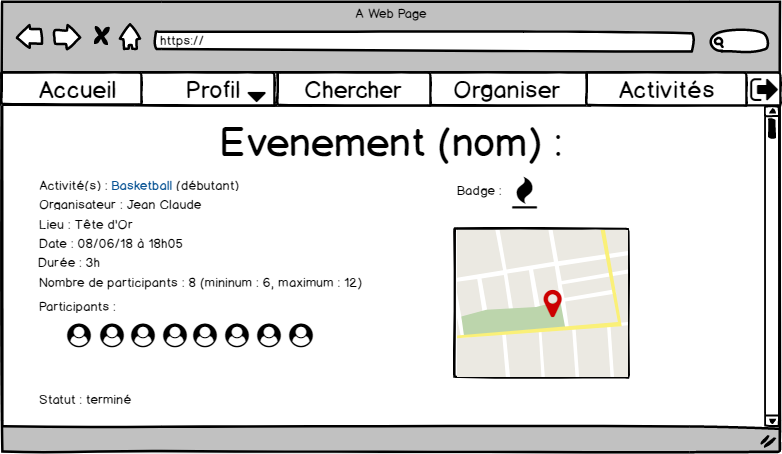 A Web Page
https://
Accueil
Profil
Chercher
Organiser
Activités
Evenement (nom) :
Activité(s) : Basketball (débutant)
Badge :
Organisateur : Jean Claude
Lieu : Tête d'Or
Date : 08/06/18 à 18h05
Durée : 3h
Nombre de participants : 8 (mininum : 6, maximum : 12)
Participants :
Statut : terminé